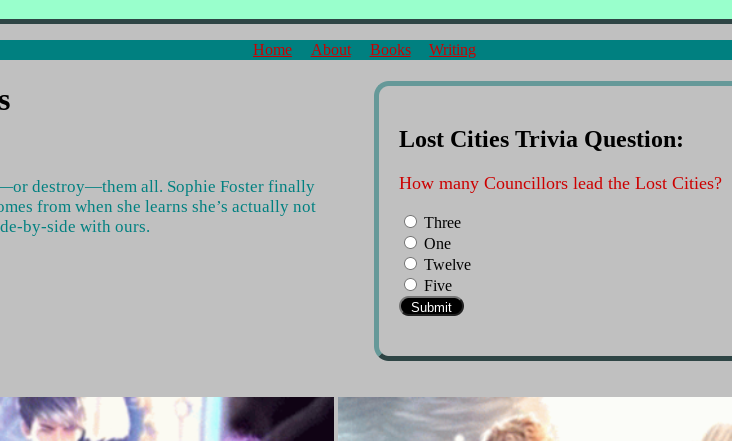 Home About Books Writing
s
—or destroy—them all. Sophie Foster finally
omes from when she learns she’s actually not
de-by-side with ours.
Lost Cities Trivia Question:
How many Councillors lead the Lost Cities?
Three
One
Twelve
Five
Submit